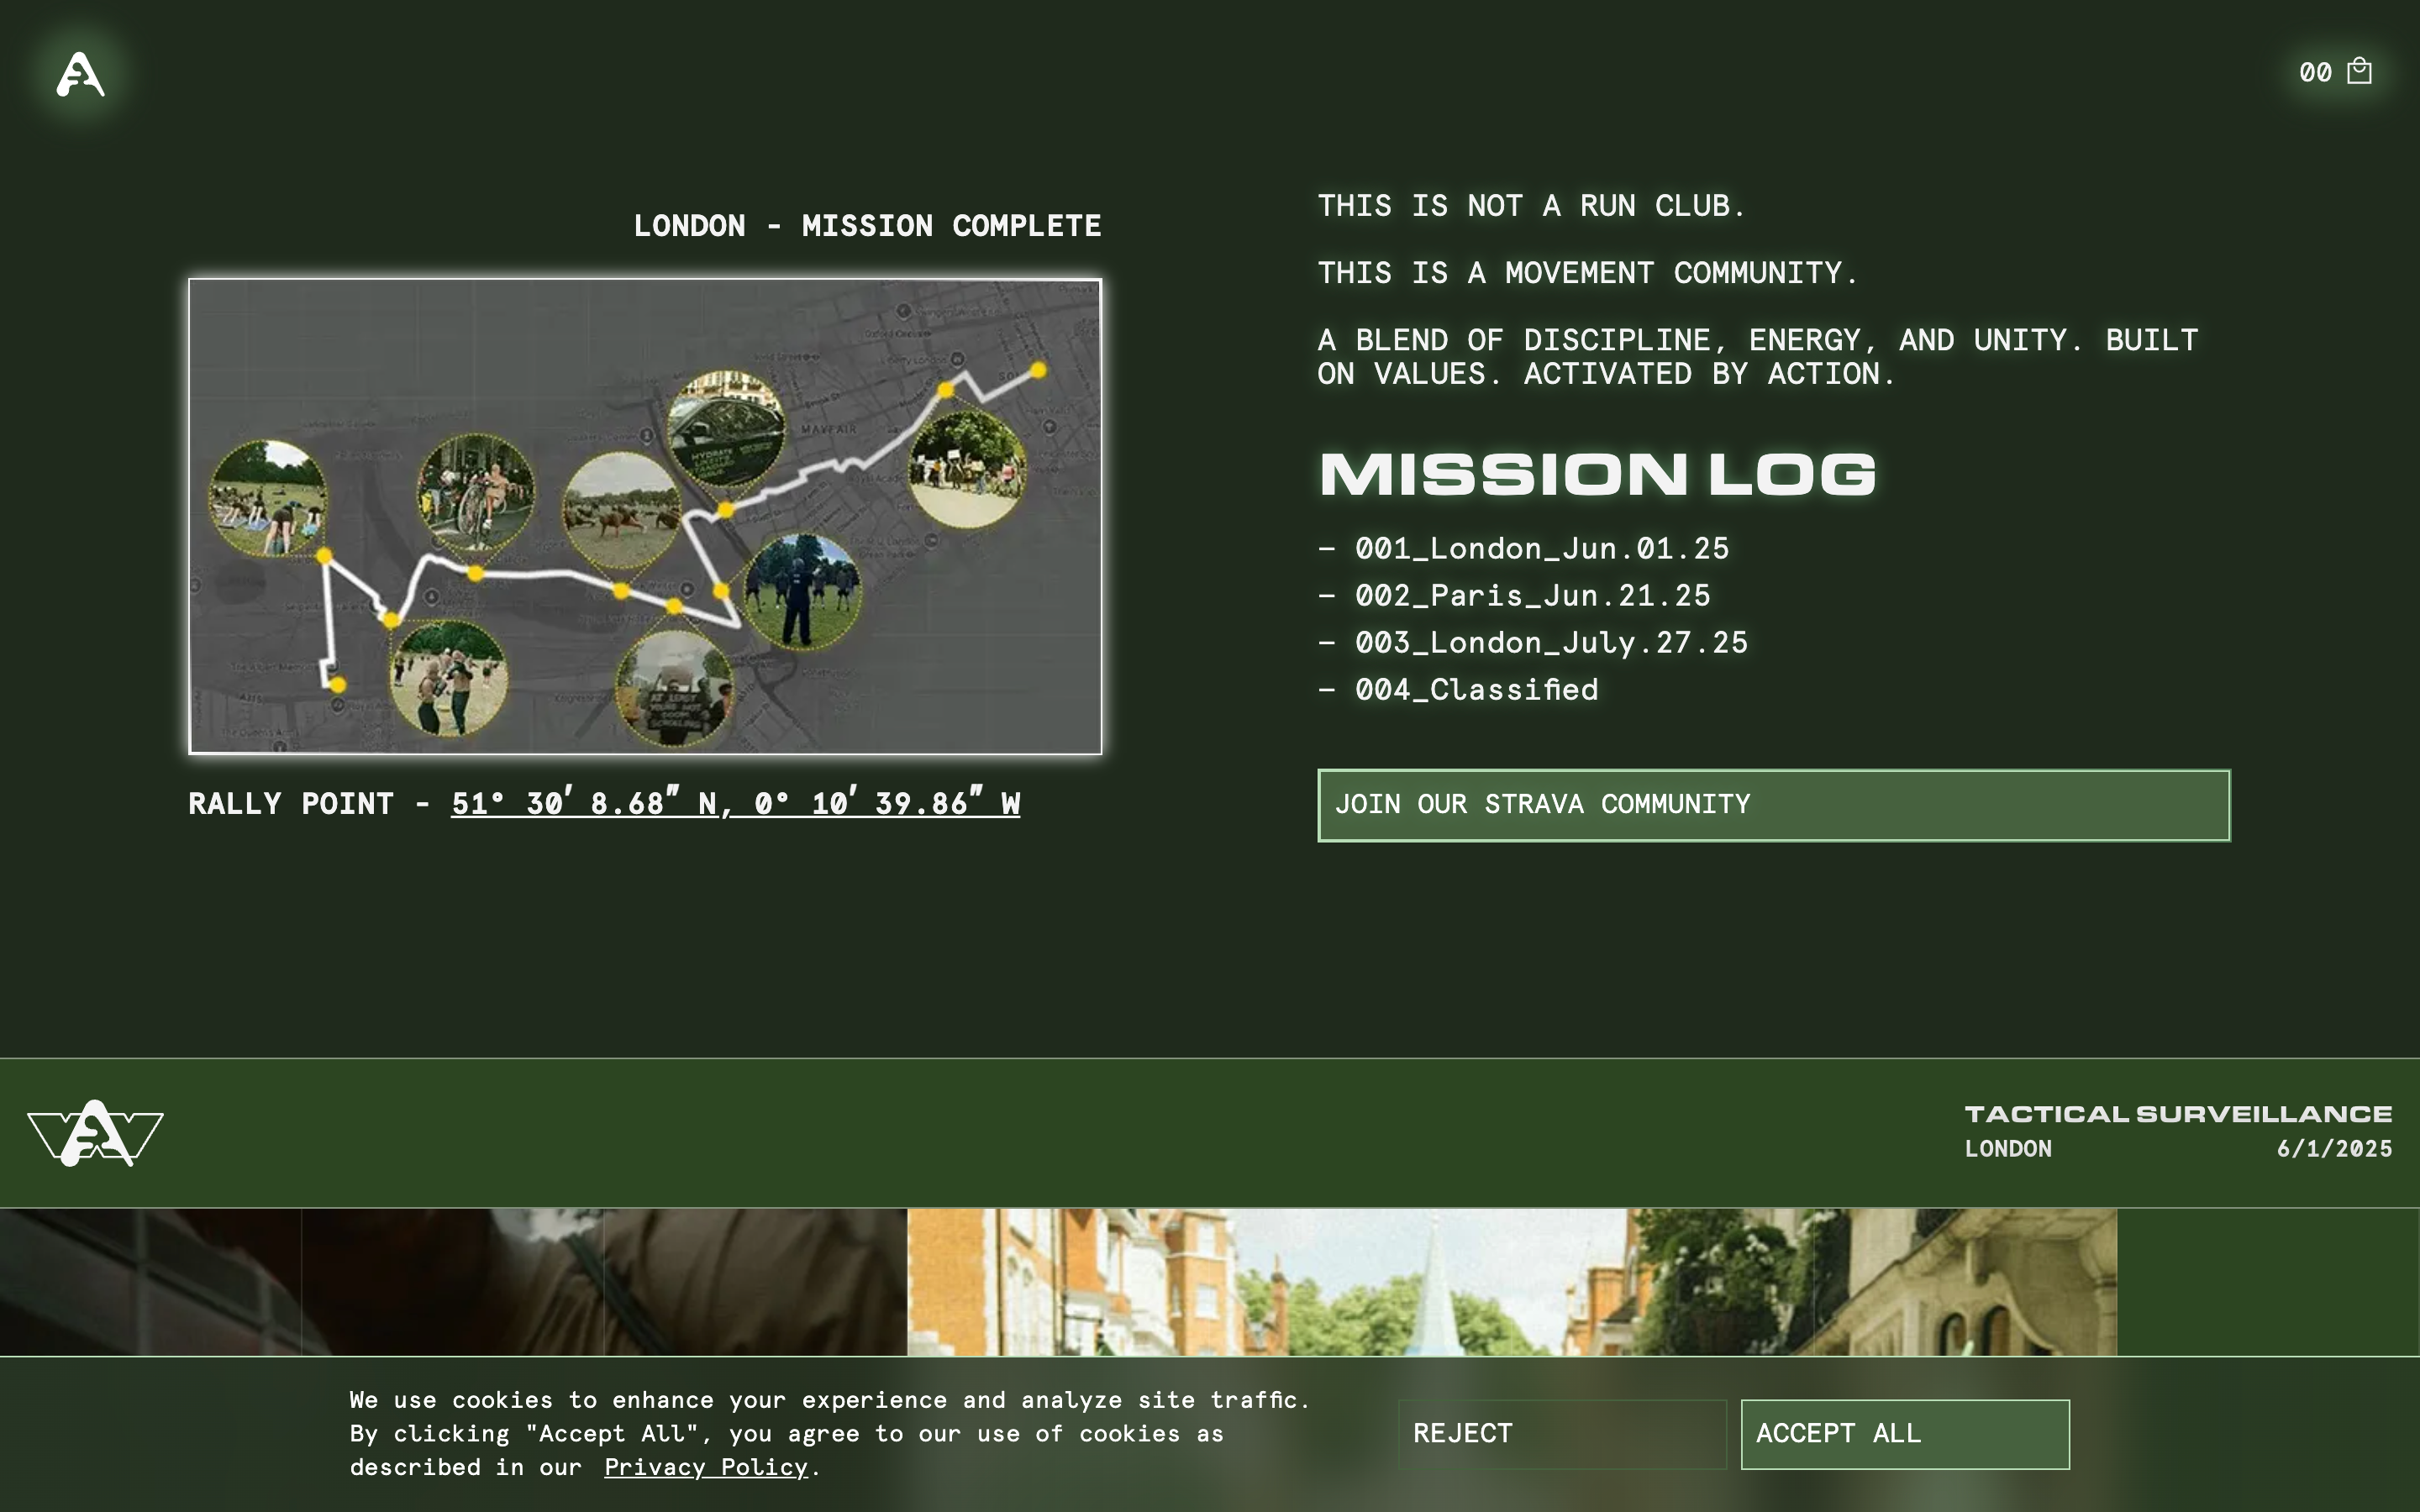 00
LONDON - MISSION COMPLETE
MAYFAIR
RALLY POINT - 51° 30′ 8.68″ N, 0° 10′ 39.86″ W
THIS IS NOT A RUN CLUB.
THIS IS A MOVEMENT COMMUNITY.
A BLEND OF DISCIPLINE, ENERGY, AND UNITY. BUILT
ON VALUES. ACTIVATED BY ACTION.
MISSION LOG
– 001_London_Jun.01.25
– 002_Paris_Jun.21.25
– 003_London_July.27.25
– 004_Classified
JOIN OUR STRAVA COMMUNITY
TACTICAL SURVEILLANCE
LONDON 6/1/2025
We use cookies to enhance your experience and analyze site traffic.
By clicking "Accept All", you agree to our use of cookies as
described in our Privacy Policy.
REJECT
ACCEPT ALL